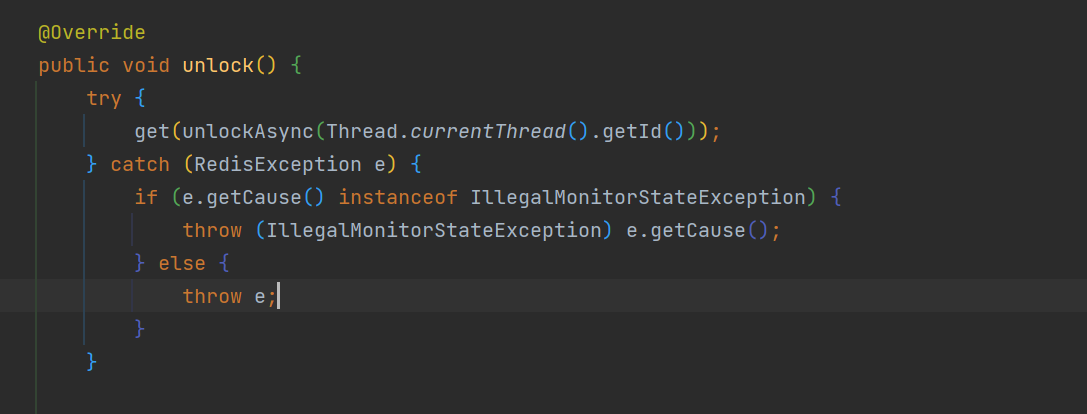 @Override
public void unlock() {
    try {
        get(unlockAsync(Thread.currentThread().getId()));
    } catch (RedisException e) {
        if (e.getCause() instanceof IllegalMonitorStateException) {
            throw (IllegalMonitorStateException) e.getCause();
        } else {
            throw e;
        }
    }